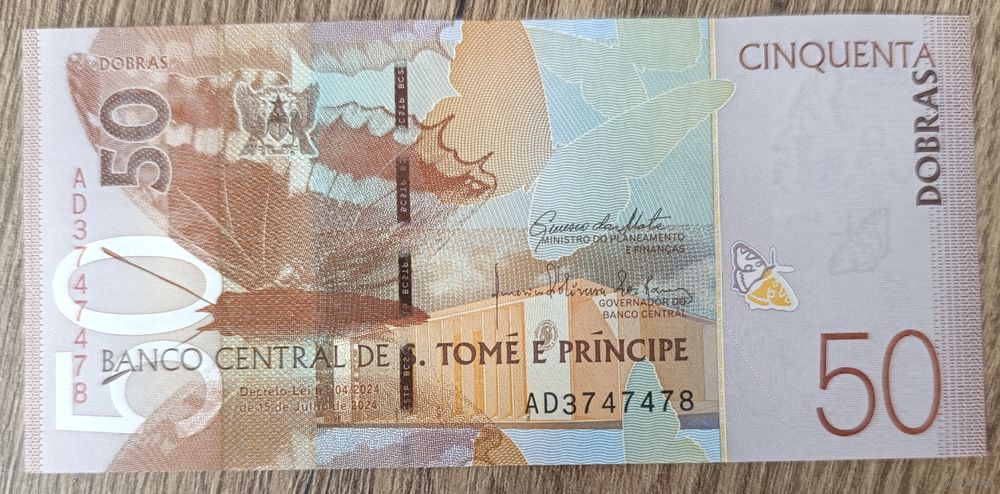 DOBRAS
50
CINQUENTA
DOBRAS
AD3747478
50
MINISTRO DO PLANEAMENTO
E FINANÇAS
GOVERNADOR DO
BANCO CENTRAL
BANCO CENTRAL DE S. TOMÉ E PRÍNCIPE
de 15 de Julho de 2024
AD3747478
50